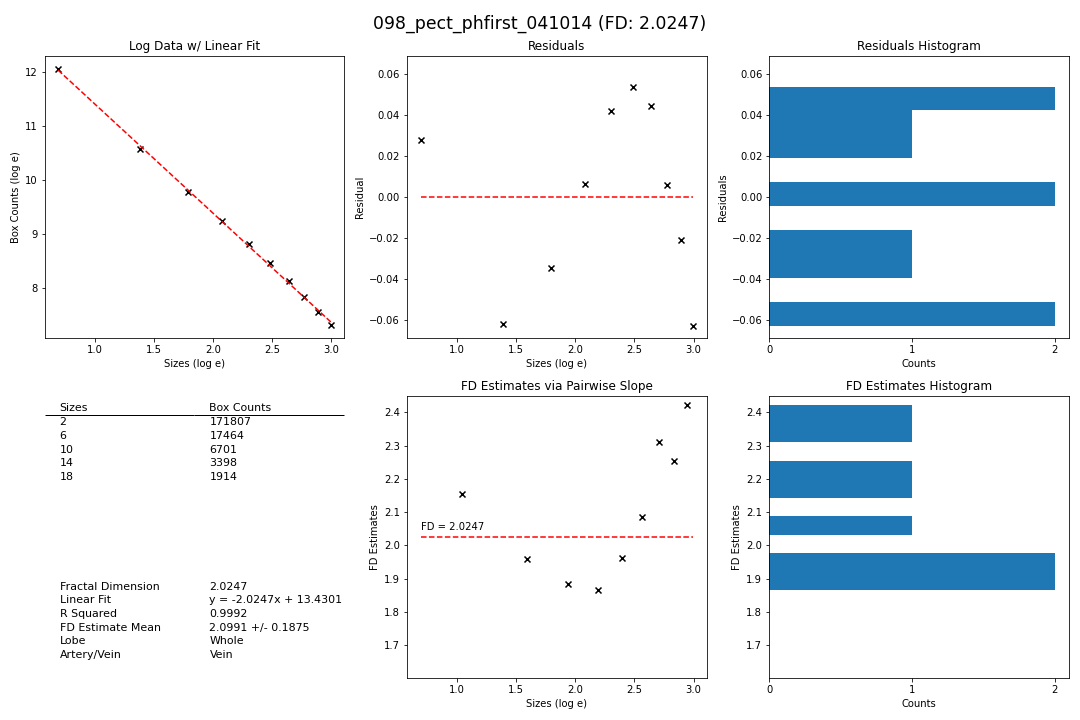 098_pect_phfirst_041014 (FD: 2.0247)
Log Data w/ Linear Fit
Box Counts (log e)
12
11
10
9
8
1.0 1.5 2.0 2.5 3.0
Sizes (log e)
Residuals
Residual
0.06
0.04
0.02
0.00
−0.02
−0.04
−0.06
1.0 1.5 2.0 2.5 3.0
Sizes (log e)
Residuals Histogram
Residuals
0.06
0.04
0.02
0.00
−0.02
−0.04
−0.06
0 1 2
Counts
Sizes Box Counts
2 171807
6 17464
10 6701
14 3398
18 1914
Fractal Dimension 2.0247
Linear Fit y = -2.0247x + 13.4301
R Squared 0.9992
FD Estimate Mean 2.0991 +/- 0.1875
Lobe Whole
Artery/Vein Vein
FD Estimates via Pairwise Slope
FD Estimates
2.4
2.3
2.2
2.1
2.0
1.9
1.8
1.7
FD = 2.0247
1.0 1.5 2.0 2.5 3.0
Sizes (log e)
FD Estimates Histogram
FD Estimates
2.4
2.3
2.2
2.1
2.0
1.9
1.8
1.7
0 1 2
Counts